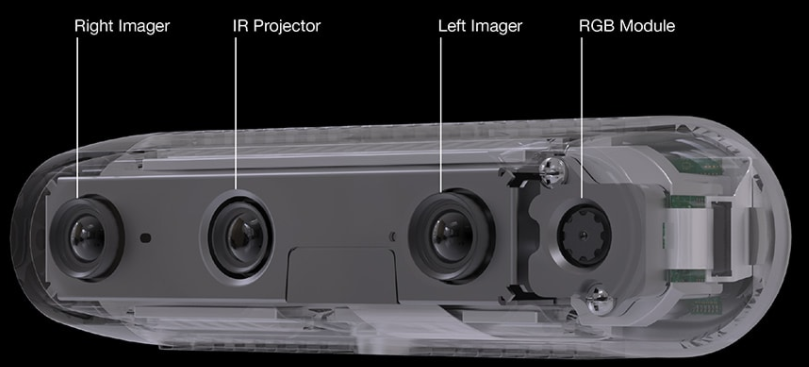 Right Imager
IR Projector
Left Imager
RGB Module